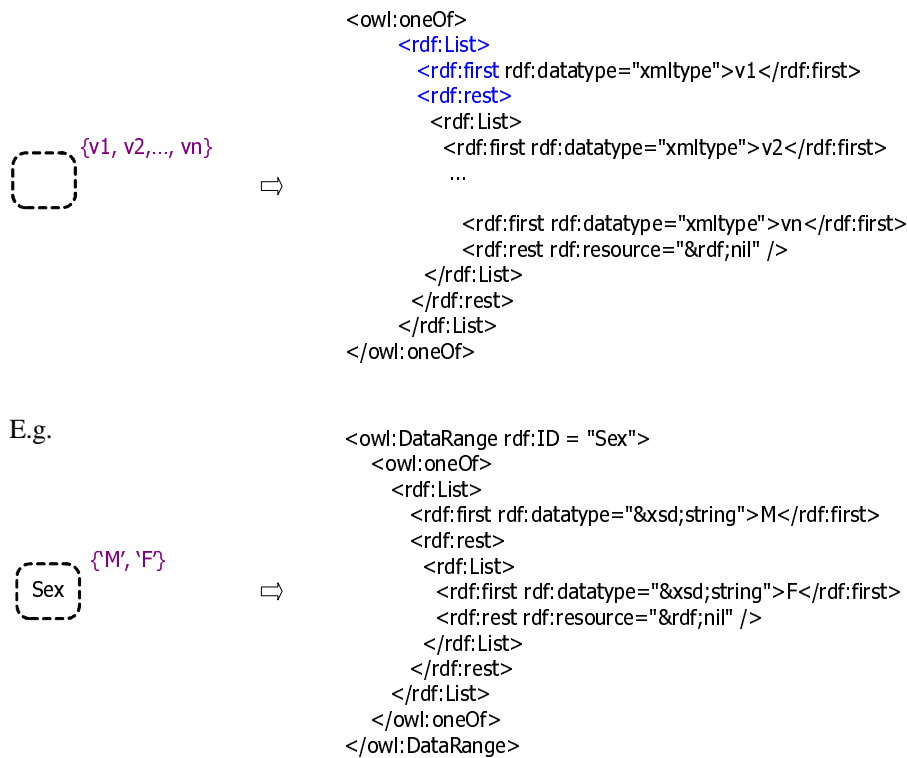 <owl:oneOf>
<rdf:List>
<rdf:first rdf:datatype="xmltype">v1</rdf:first>
<rdf:rest>
<rdf:List>
{v1, v2,..., vn}
<rdf:first rdf:datatype="xmltype">v2</rdf:first>
...
<rdf:first rdf:datatype="xmltype">vn</rdf:first>
<rdf:rest rdf:resource="&rdf;nil" />
</rdf:List>
</rdf:rest>
</rdf:List>
</owl:oneOf>
E.g.
<owl:DataRange rdf:ID = "Sex">
<owl:oneOf>
<rdf:List>
<rdf:first rdf:datatype="&xsd;string">M</rdf:first>
<rdf:rest>
{‘M’, ‘F’}
<rdf:List>
Sex
<rdf:first rdf:datatype="&xsd;string">F</rdf:first>
<rdf:rest rdf:resource="&rdf;nil" />
</rdf:List>
</rdf:rest>
</rdf:List>
</owl:oneOf>
</owl:DataRange>